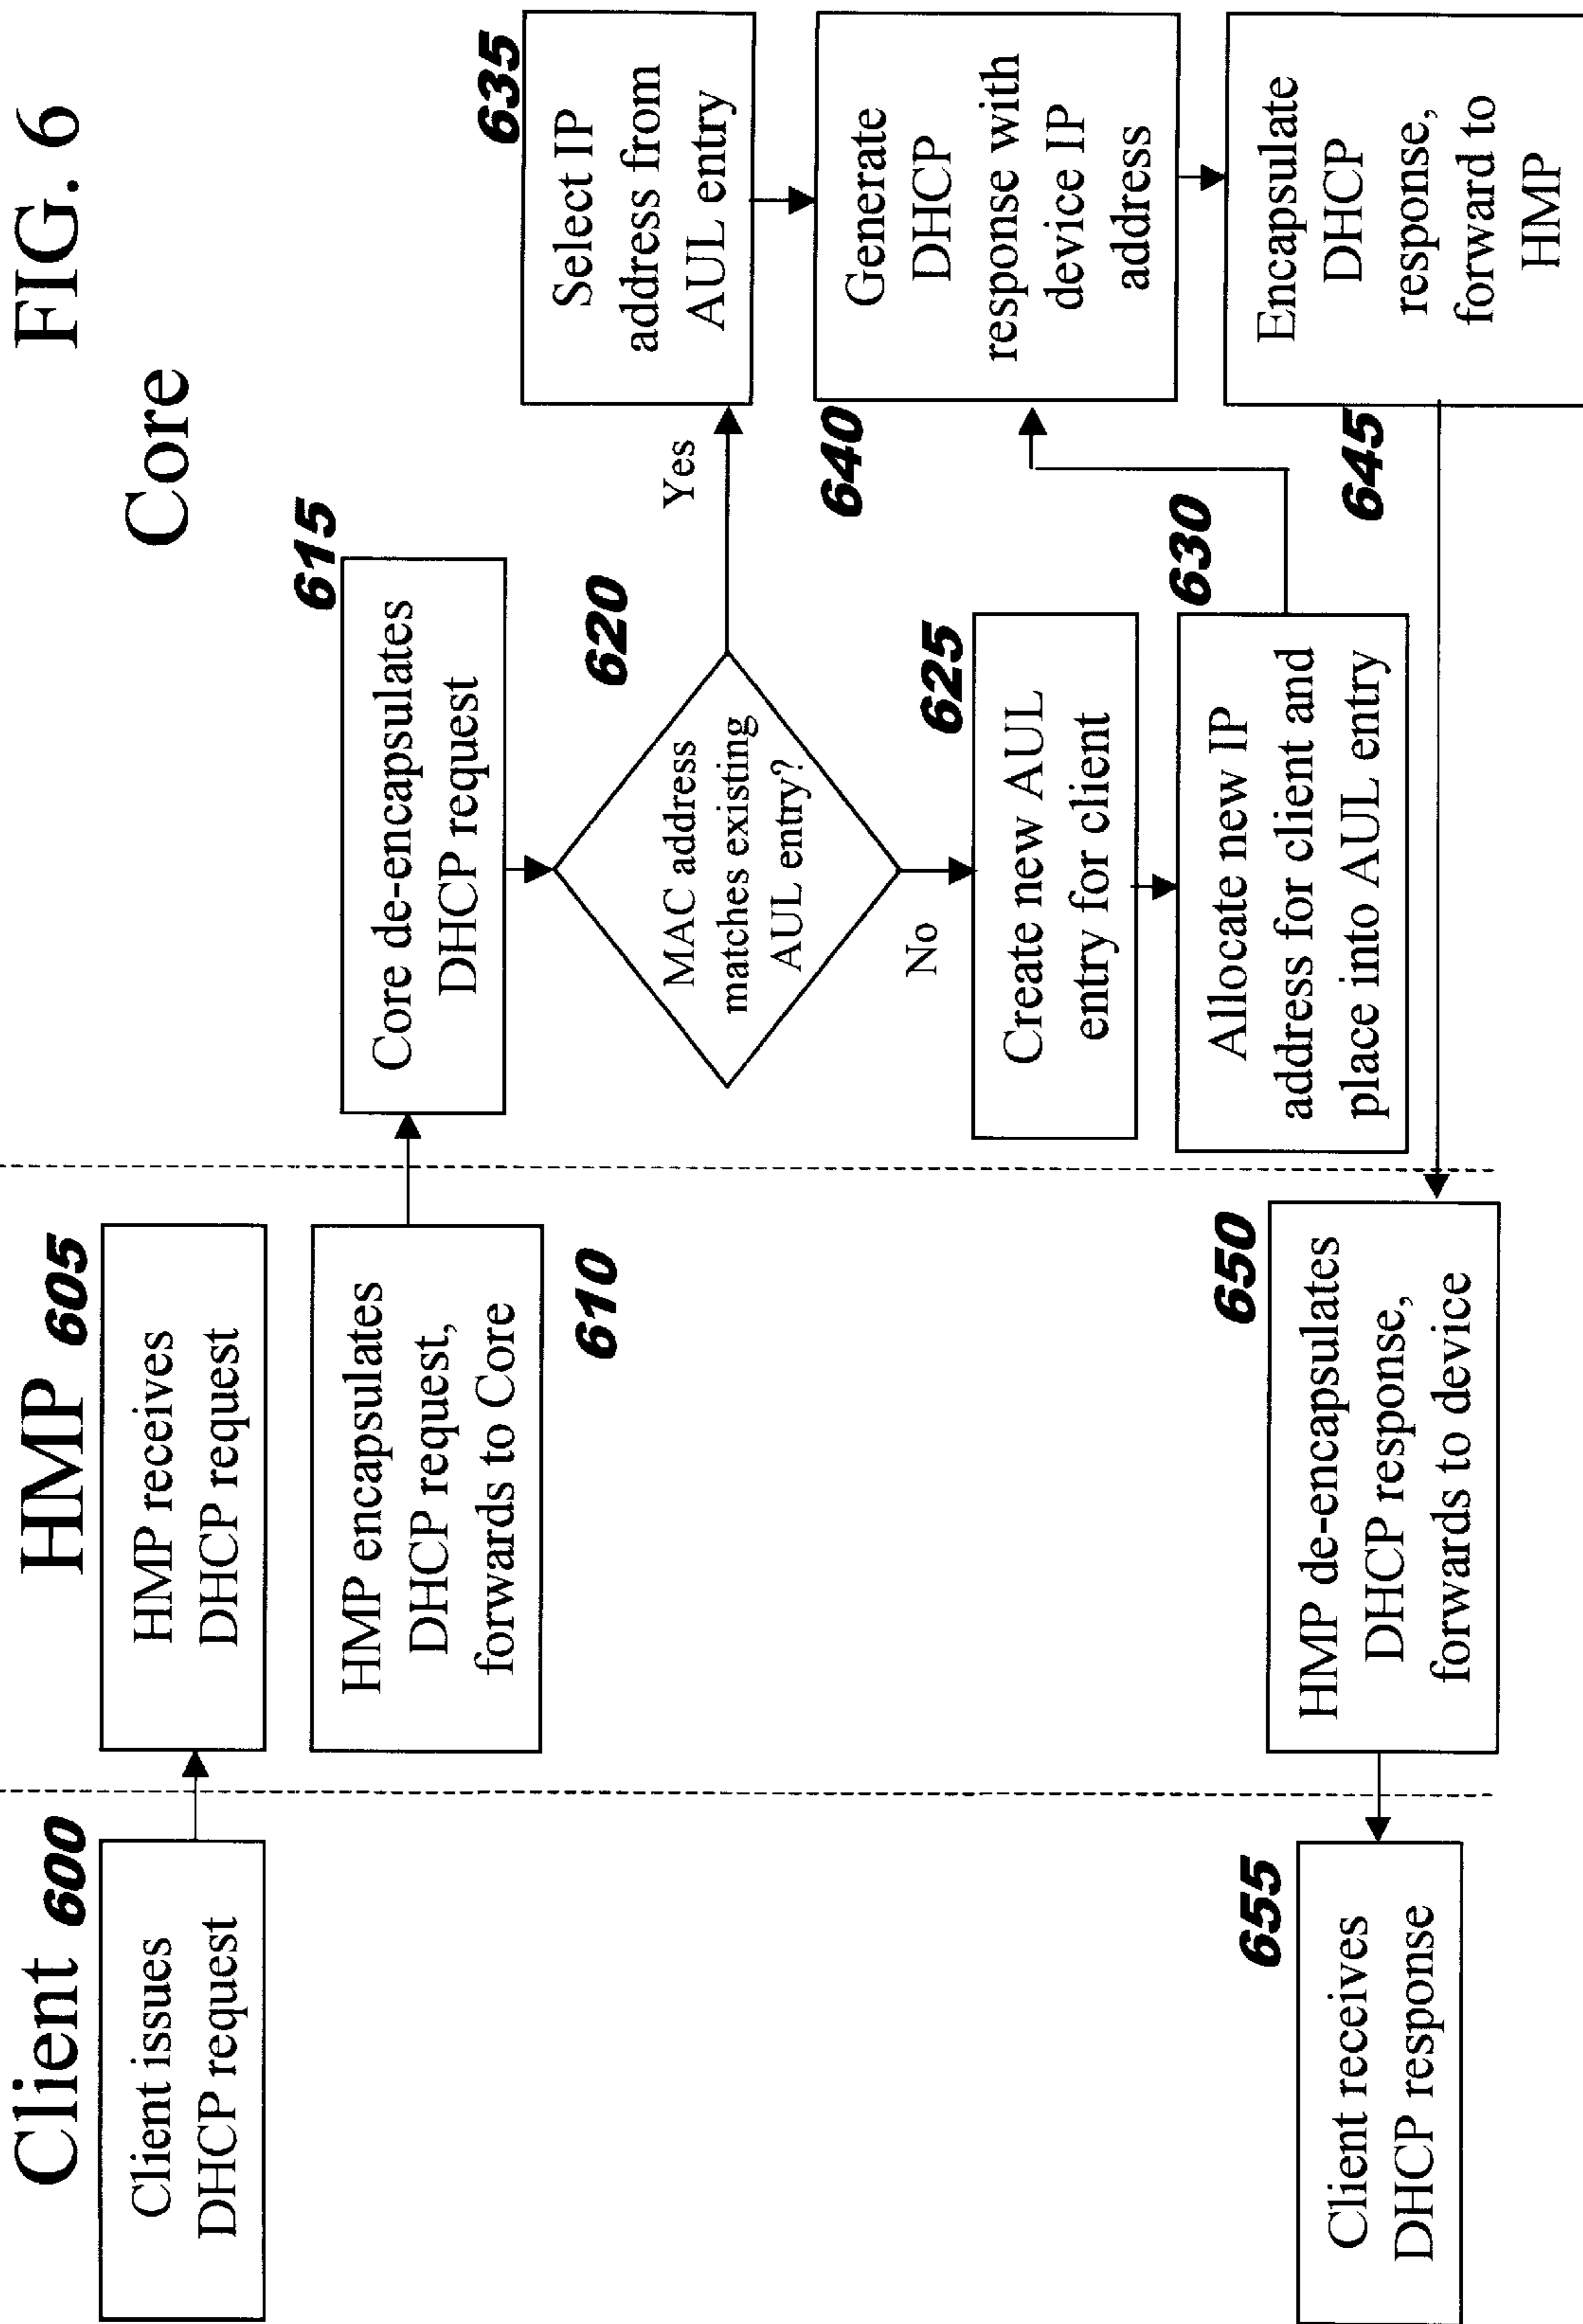 FIG. 6
Client
HMP
Core
600
Client issues
DHCP request
605
HMP receives
DHCP request
HMP encapsulates
DHCP request,
forwards to Core
610
615
Core de-encapsulates
DHCP request
620
MAC address
matches existing
AUL entry?
Yes
No
625
Create new AUL
entry for client
630
Allocate new IP
address for client and
place into AUL entry
635
Select IP
address from
AUL entry
640
Generate
DHCP
response with
device IP
address
645
Encapsulate
DHCP
response,
forward to
HMP
650
HMP de-encapsulates
DHCP response,
forwards to device
655
Client receives
DHCP response